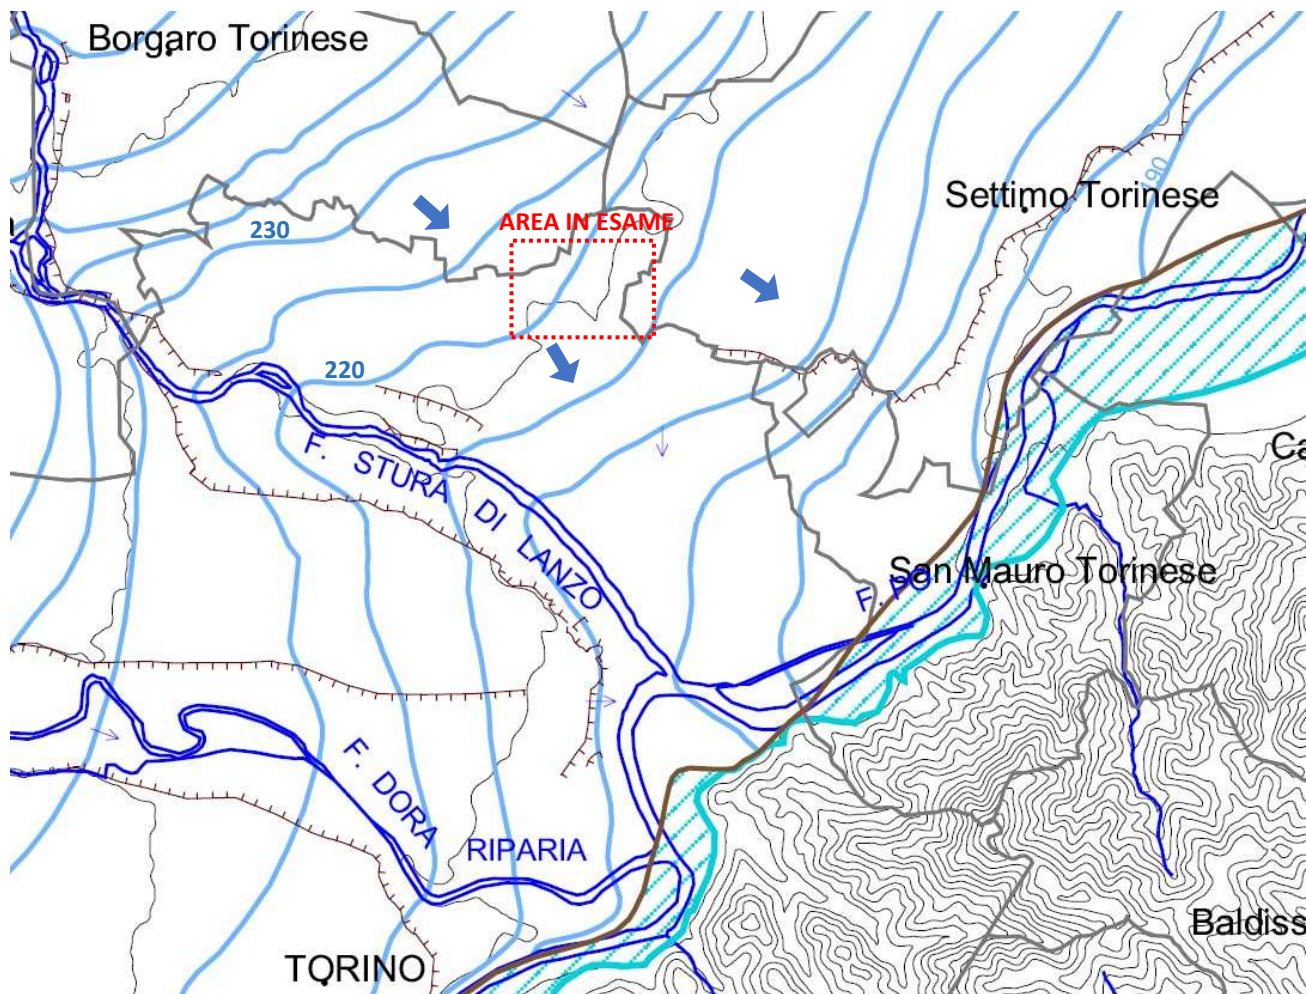 Borgaro Torinese
190
Settimo Torinese
AREA IN ESAME
230
220
Ca
F. STURA DI LANZO
San Mauro Torinese
F. PO
F. DORA RIPARIA
Baldiss
TORINO